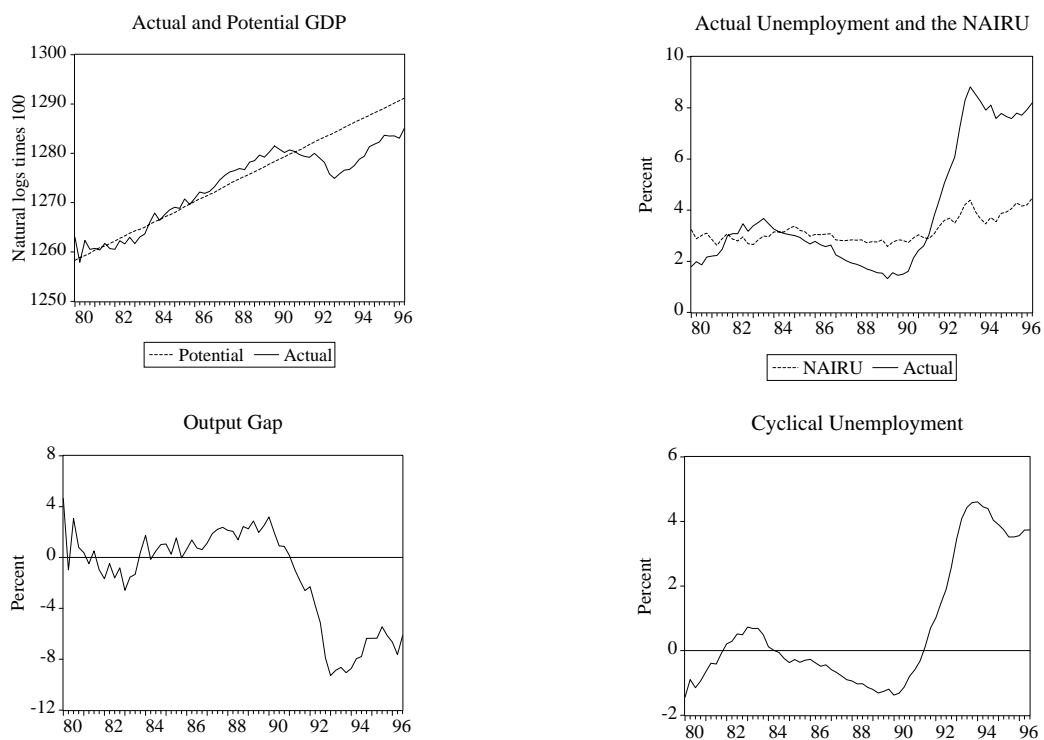 Actual and Potential GDP
1300
1290
1280
1270
1260
1250
Natural logs times 100
80 82 84 86 88 90 92 94 96
Potential Actual
Actual Unemployment and the NAIRU
10
8
6
4
2
0
Percent
80 82 84 86 88 90 92 94 96
NAIRU Actual
Output Gap
8
4
0
-4
-8
-12
Percent
80 82 84 86 88 90 92 94 96
Cyclical Unemployment
6
4
2
0
-2
Percent
80 82 84 86 88 90 92 94 96